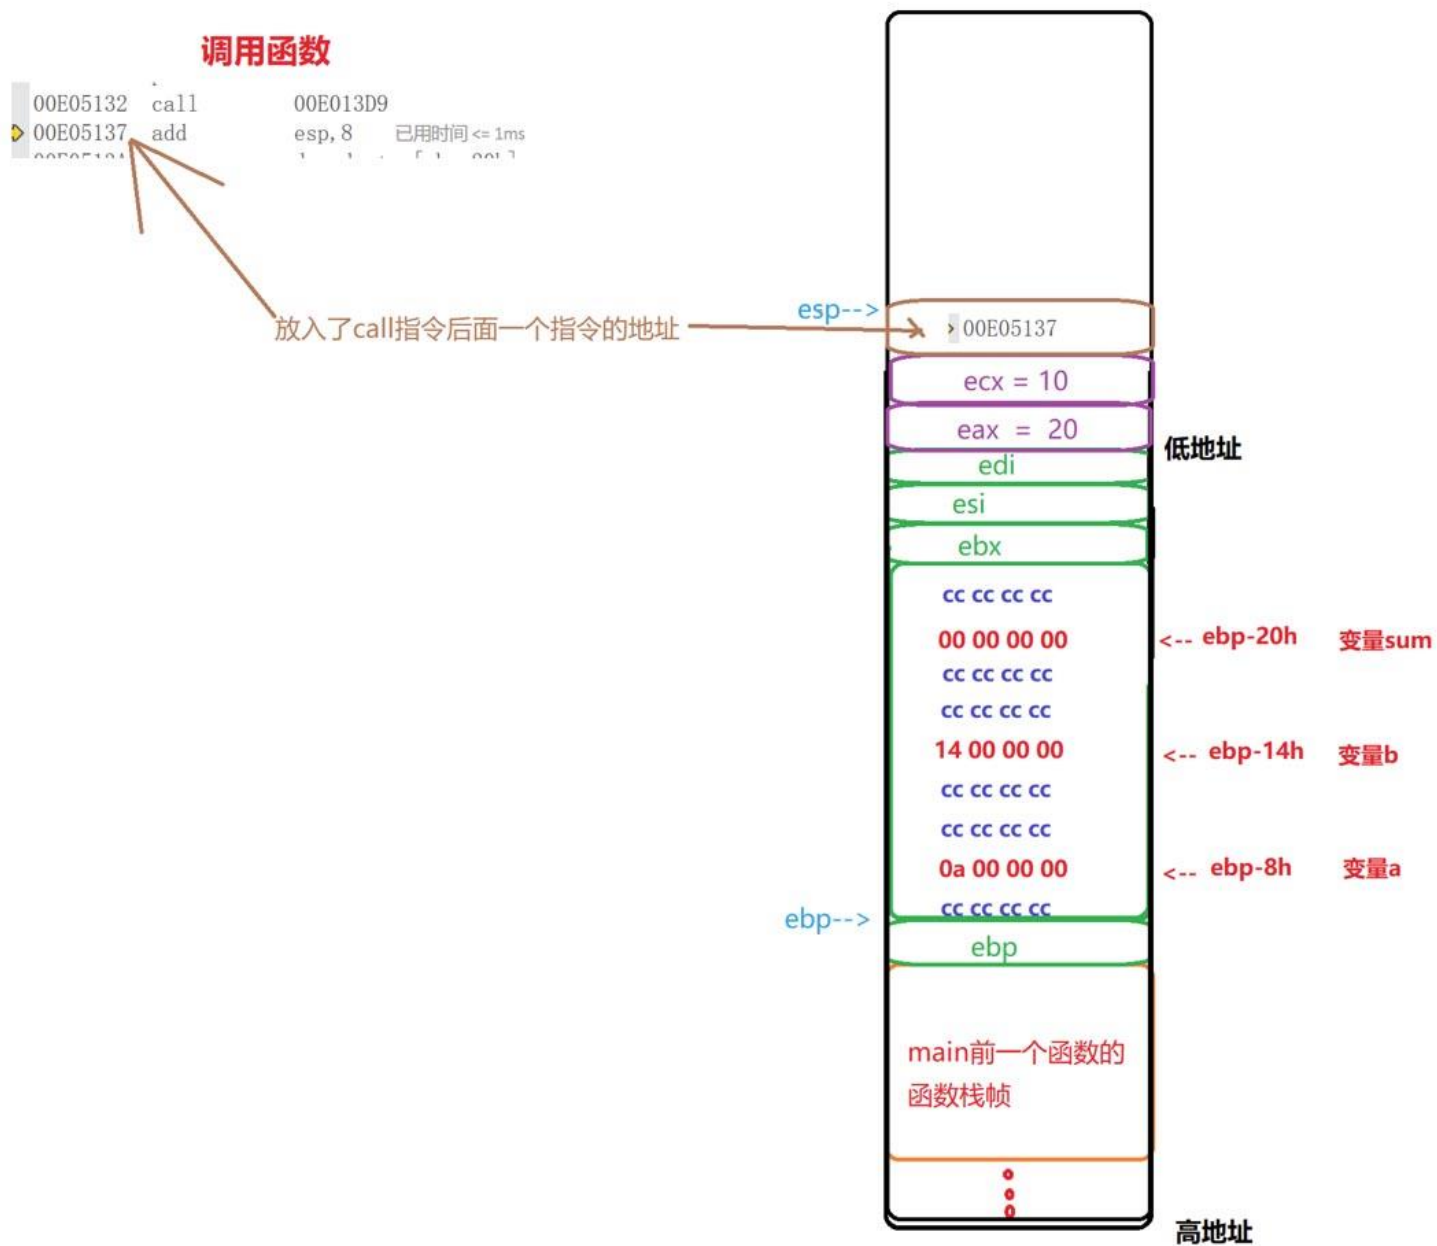 调用函数
00E05132 call 00E013D9
00E05137 add esp,8 已用时间 <= 1ms
放入了call指令后面一个指令的地址
esp-->
00E05137
ecx = 10
eax = 20
低地址
edi
esi
ebx
cc cc cc cc
00 00 00 00 <-- ebp-20h 变量sum
cc cc cc cc
cc cc cc cc
14 00 00 00 <-- ebp-14h 变量b
cc cc cc cc
cc cc cc cc
0a 00 00 00 <-- ebp-8h 变量a
cc cc cc cc
ebp-->
ebp
main前一个函数的
函数栈帧
高地址